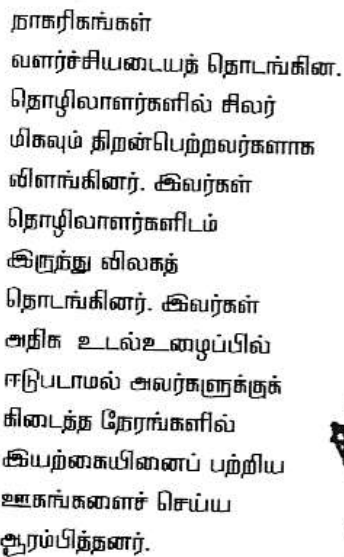 நாகரிகங்கள்
வளர்ச்சியடையத் தொடங்கின.
தொழிலாளர்களில் சிலர்
மிகவும் திறன்பெற்றவர்களாக
விளங்கினர். இவர்கள்
தொழிலாளர்களிடம்
இருந்து விலகத்
தொடங்கினர். இவர்கள்
அதிக உடல்உழைப்பில்
ஈடுபடாமல் அவர்களுக்குக்
கிடைத்த நேரங்களில்
இயற்கையினைப் பற்றிய
ஊகங்களைச் செய்ய
ஆரம்பித்தனர்.